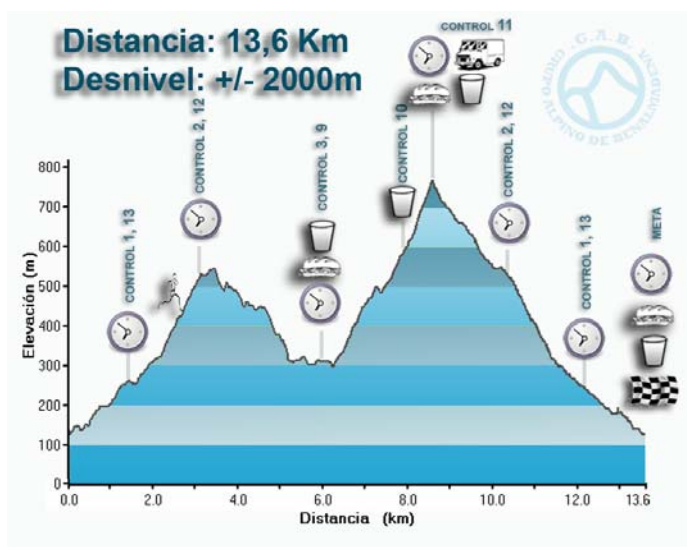 Distancia: 13,6 Km
Desnivel: +/- 2000m
CONTROL 11
G.A.B.
GRUPO ALPINO DE BENALMADENA
CONTROL 1, 13
CONTROL 2, 12
CONTROL 3, 9
CONTROL 10
CONTROL 2, 12
CONTROL 1, 13
META
Elevación (m)
800
700
600
500
400
300
200
100
0
0.0 2.0 4.0 6.0 8.0 10.0 12.0 13.6
Distancia (km)